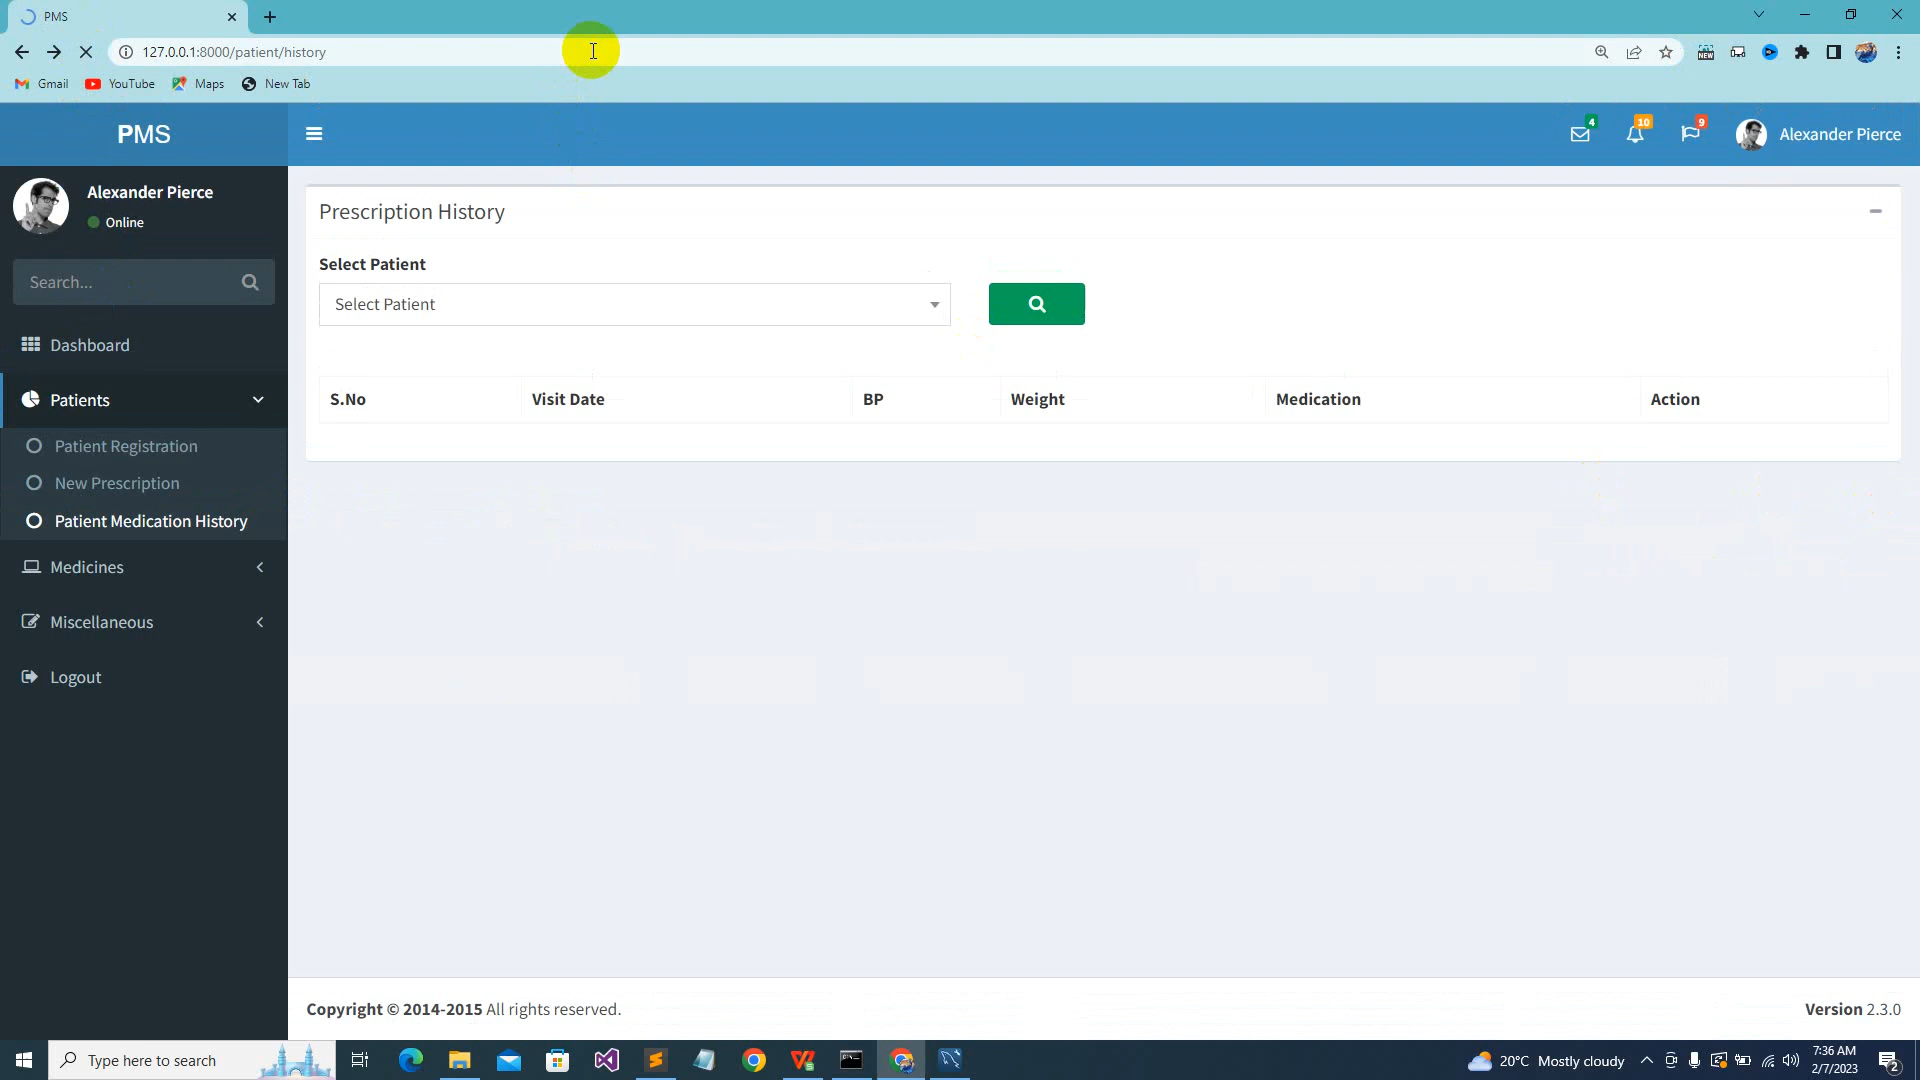 PMS
127.0.0.1:8000/patient/history
Gmail YouTube Maps New Tab
PMS
4 10 9 Alexander Pierce
Alexander Pierce
Online
Search...
Dashboard
Patients
Patient Registration
New Prescription
Patient Medication History
Medicines
Miscellaneous
Logout
Prescription History
Select Patient
Select Patient
S.No Visit Date BP Weight Medication Action
Copyright © 2014-2015 All rights reserved. Version 2.3.0
Type here to search
20°C Mostly cloudy
7:36 AM
2/7/2023
2